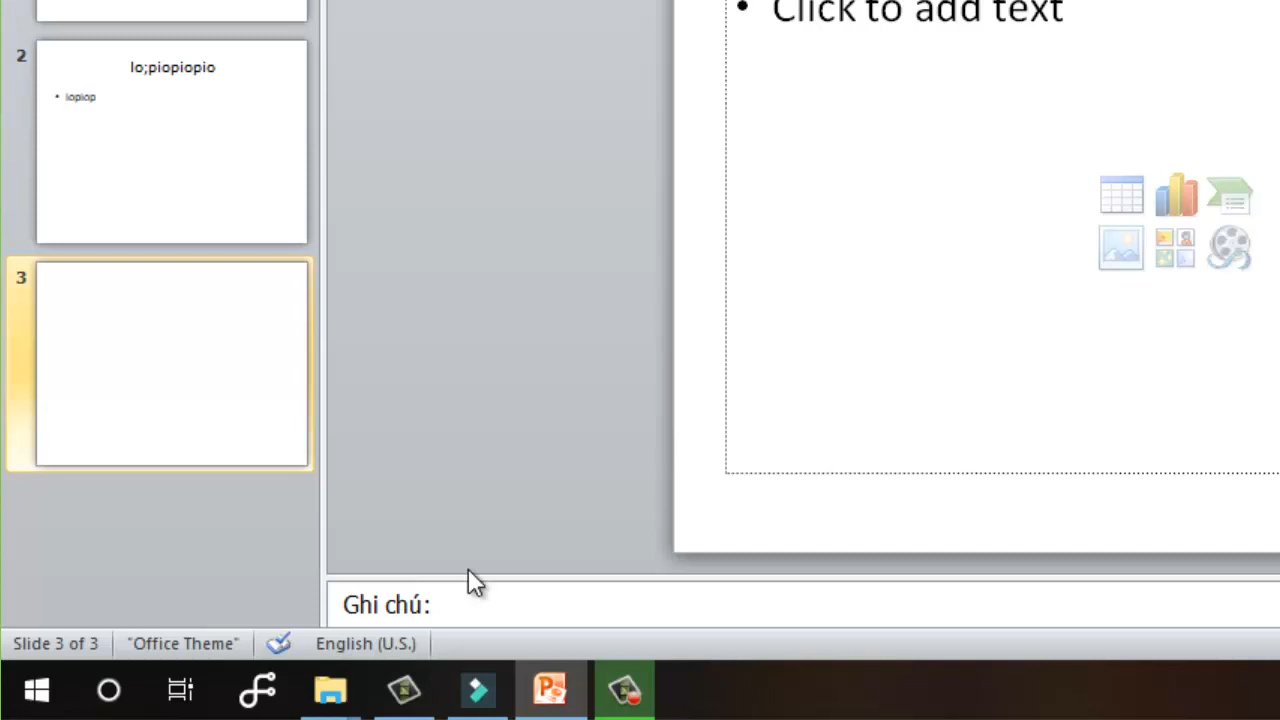 • Click to add text
2
lo;piopiopio
• iopiop
3
Ghi chú:
Slide 3 of 3
"Office Theme"
English (U.S.)